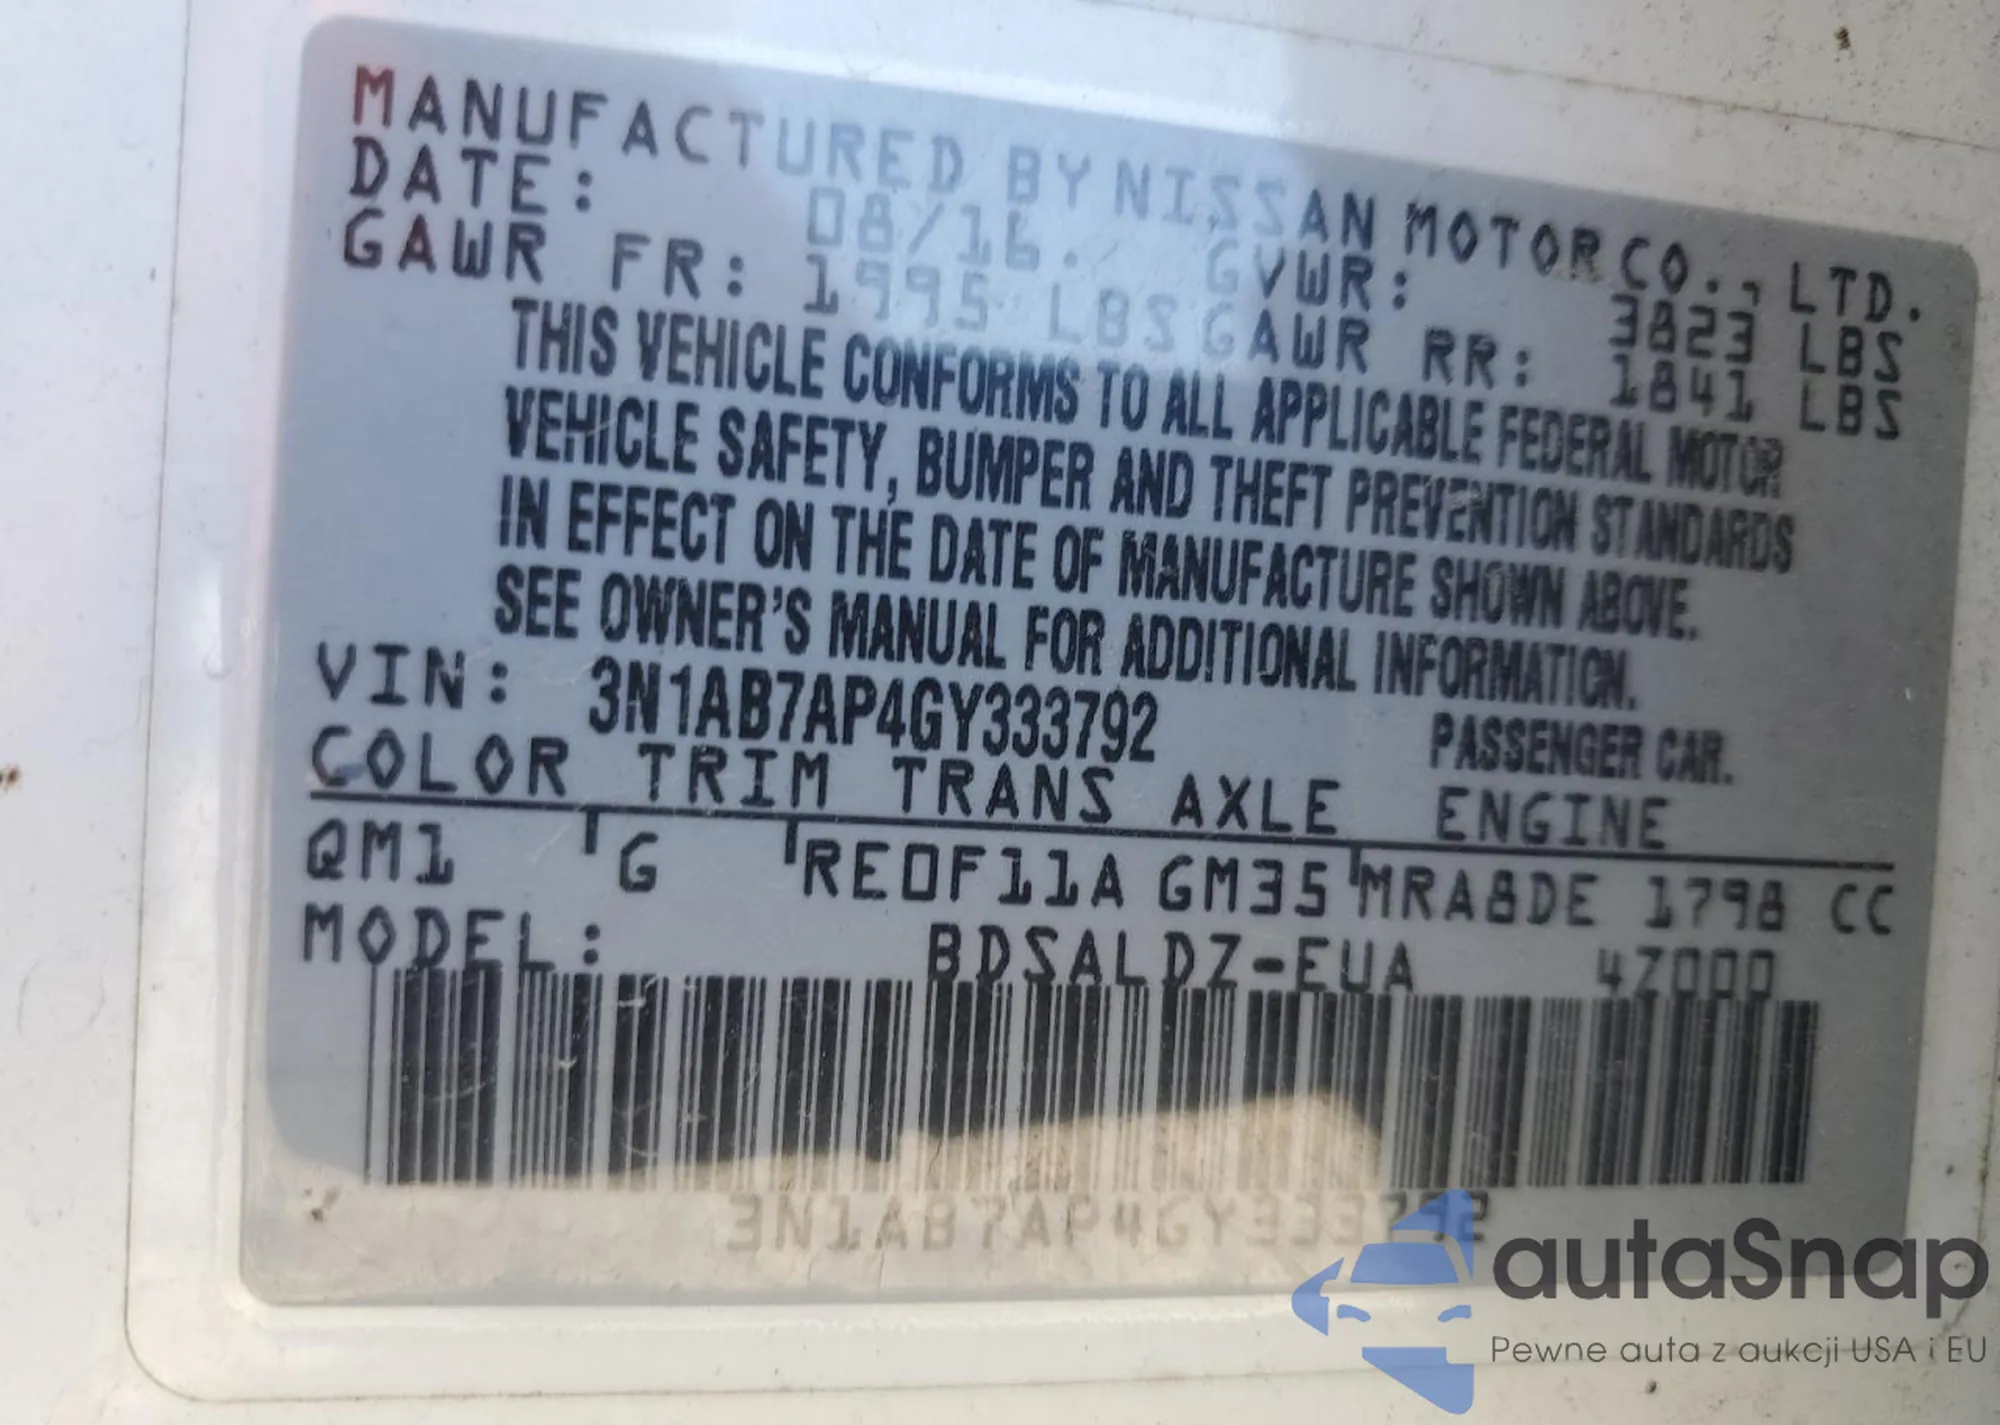 MANUFACTURED BY NISSAN MOTOR CO., LTD.
DATE: 08/16. GVWR: 3823 LBS
GAWR FR: 1995 LBS GAWR RR: 1841 LBS
THIS VEHICLE CONFORMS TO ALL APPLICABLE FEDERAL MOTOR
VEHICLE SAFETY, BUMPER AND THEFT PREVENTION STANDARDS
IN EFFECT ON THE DATE OF MANUFACTURE SHOWN ABOVE.
SEE OWNER'S MANUAL FOR ADDITIONAL INFORMATION.
VIN: 3N1AB7AP4GY333792 PASSENGER CAR.
COLOR TRIM TRANS AXLE ENGINE
QM1 G RE0F11A GM35 MRA8DE 1798 CC
MODEL: BDSALDZ-EUA 4Z000
3N1AB7AP4GY333792
autaSnap
Pewne auta z aukcji USA i EU